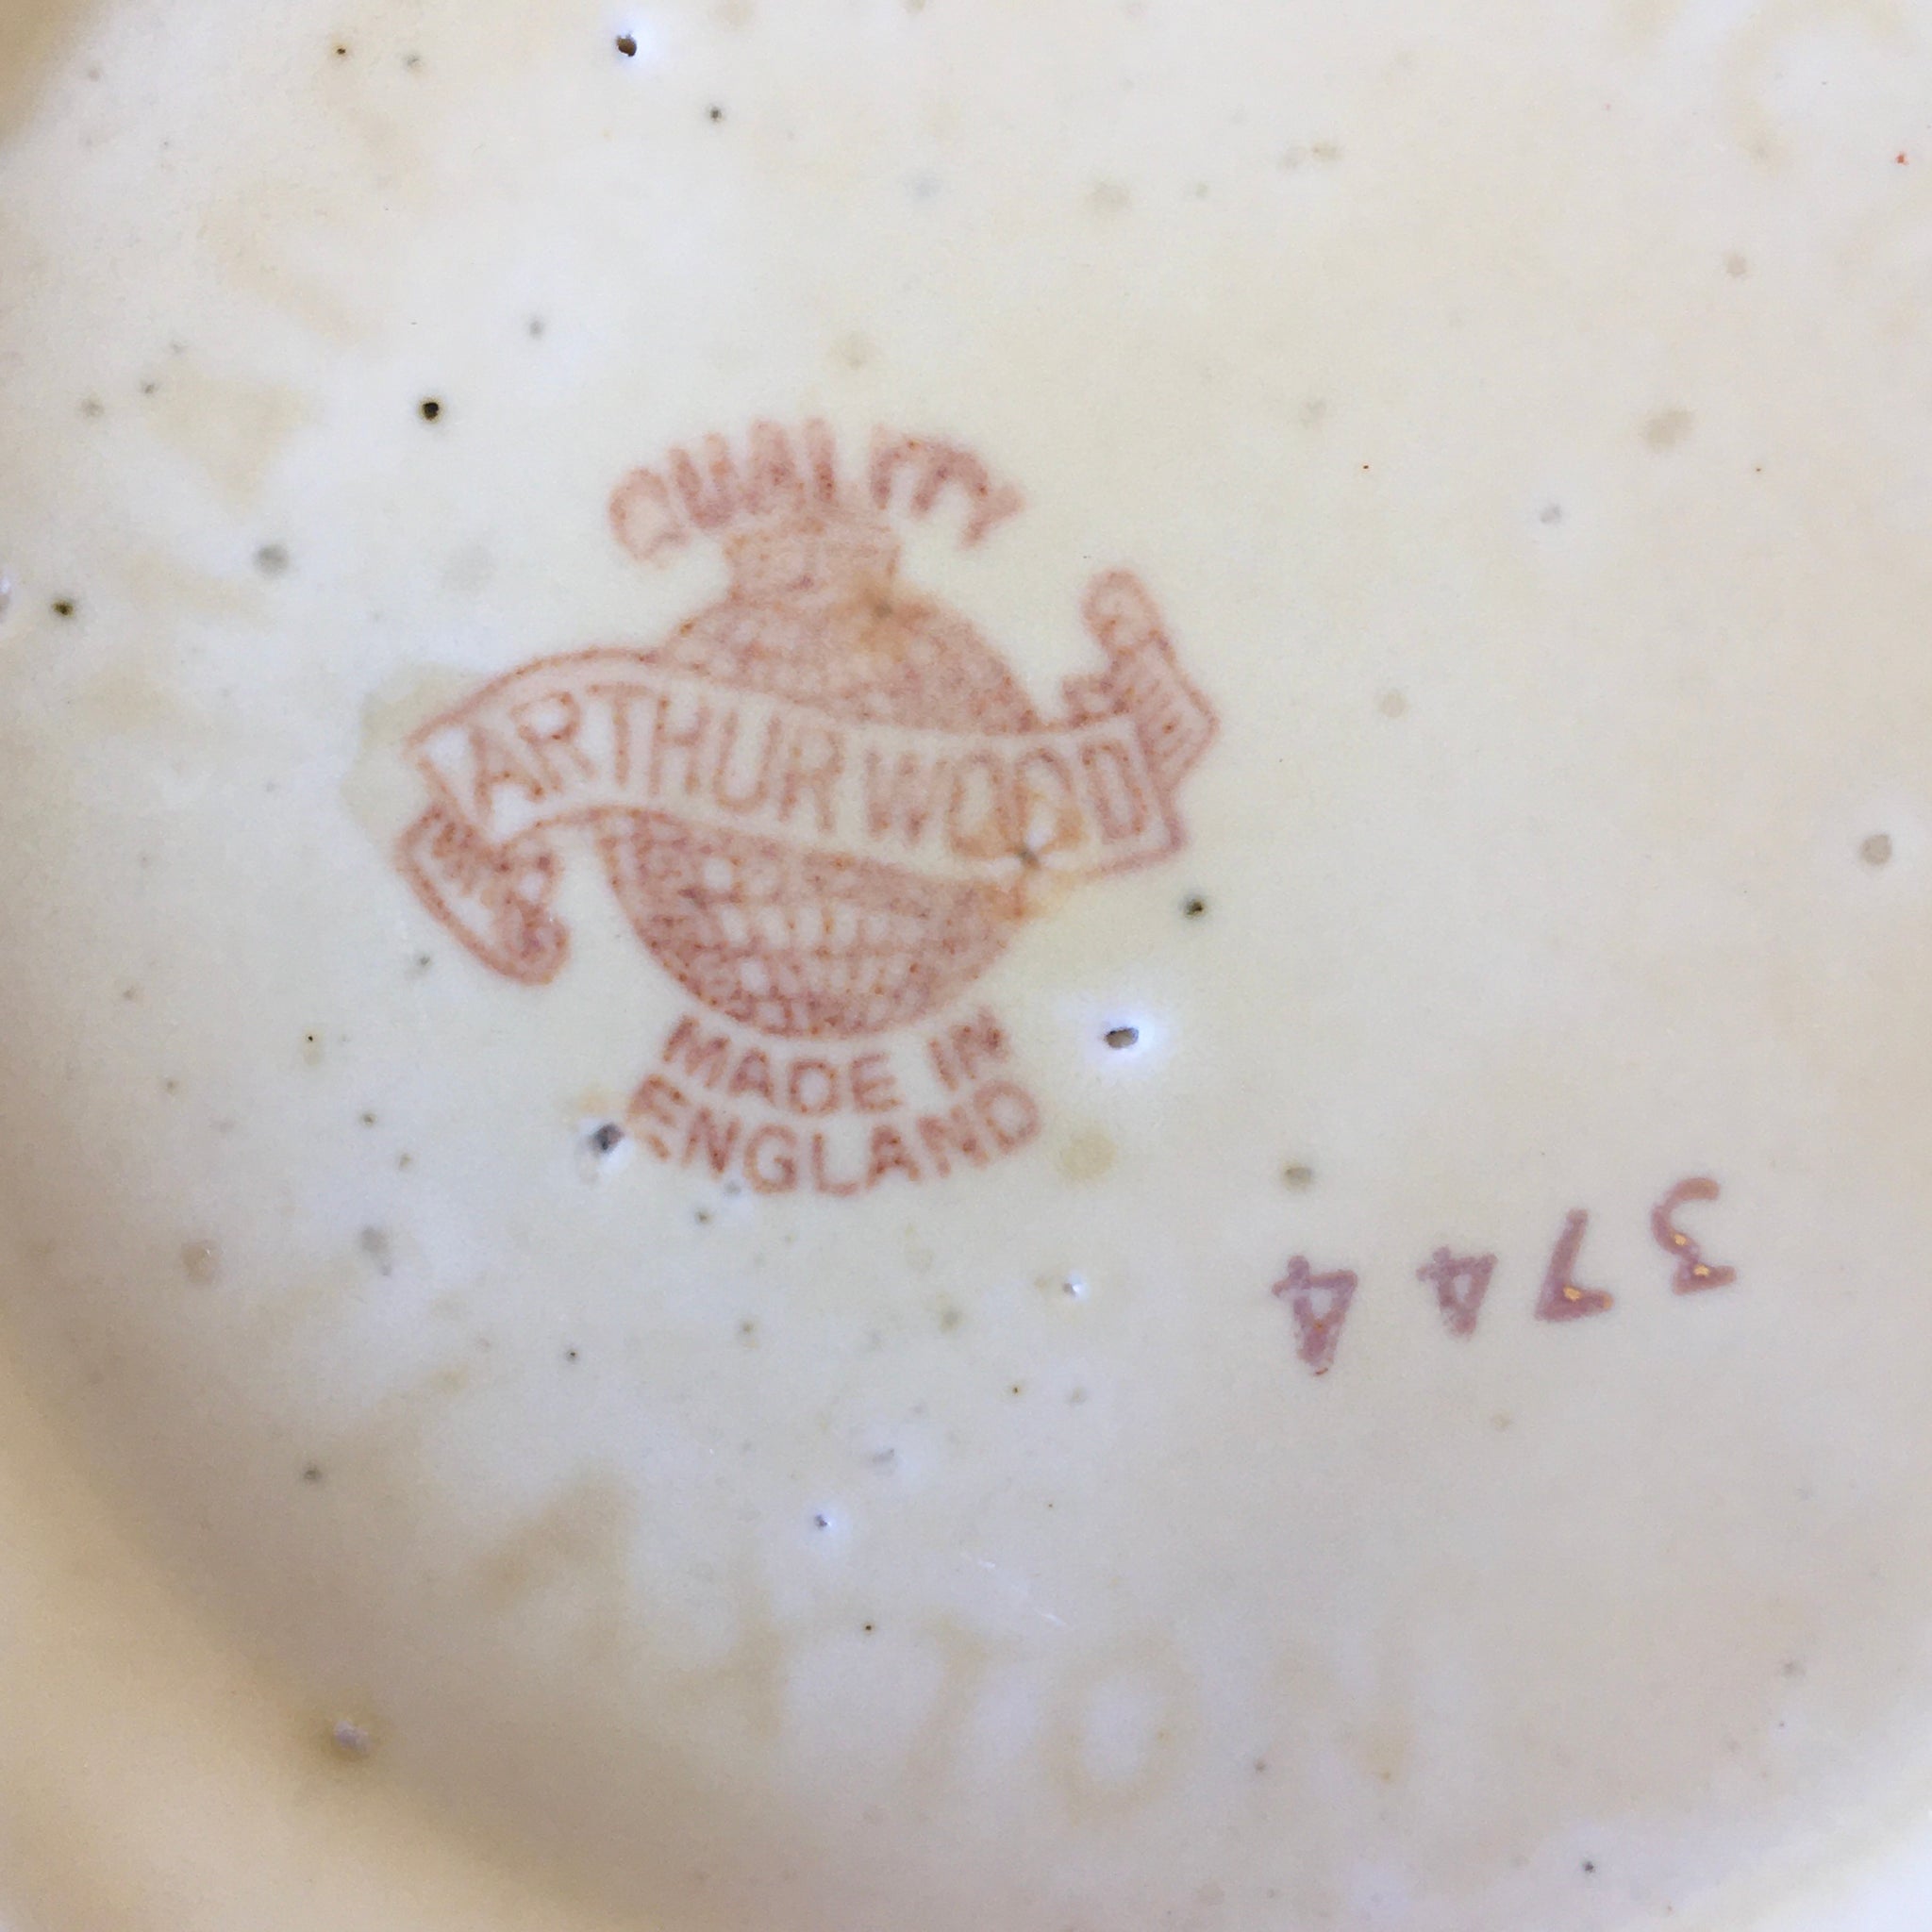 QUALITY
ARTHUR WOOD
MADE IN
ENGLAND
3744